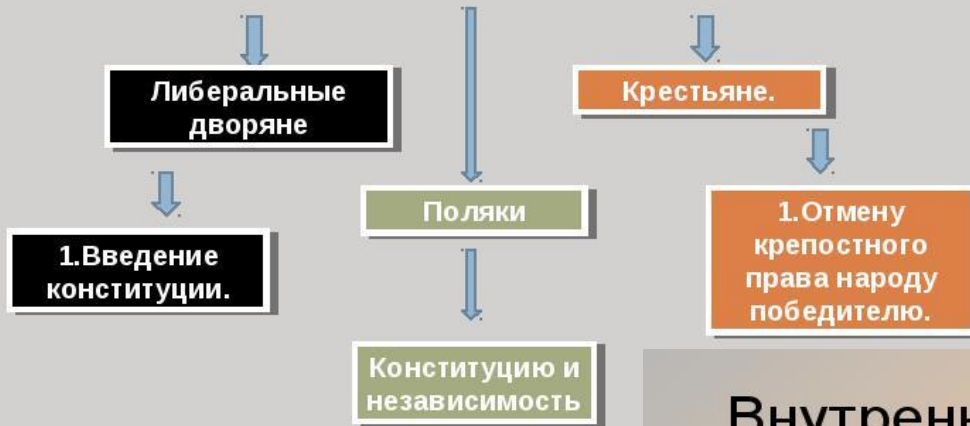 Либеральные
дворяне
Крестьяне.
Поляки
1.Введение
конституции.
1.Отмену
крепостного
права народу
победителю.
Конституцию и
независимость